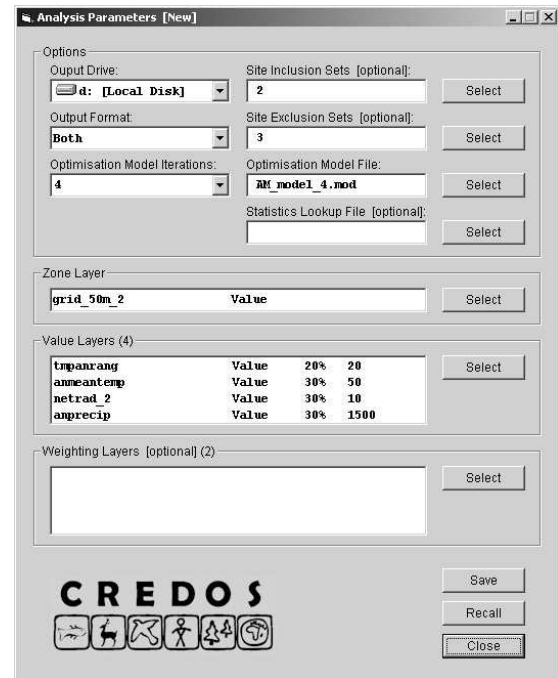 Analysis Parameters [New]
Options
Ouput Drive:
Site Inclusion Sets [optional]:
d: [Local Disk]
2
Select
Output Format:
Site Exclusion Sets [optional]:
Both
3
Select
Optimisation Model Iterations:
Optimisation Model File:
4
AM_model_4.mod
Select
Statistics Lookup File [optional]:
Select
Zone Layer
grid_50m_2 Value
Select
Value Layers (4)
tmpanrang Value 20% 20
Select
anmeantemp Value 30% 50
netrad_2 Value 30% 10
anprecip Value 30% 1500
Weighting Layers [optional] (2)
Select
Save
CREDOS
Recall
Close